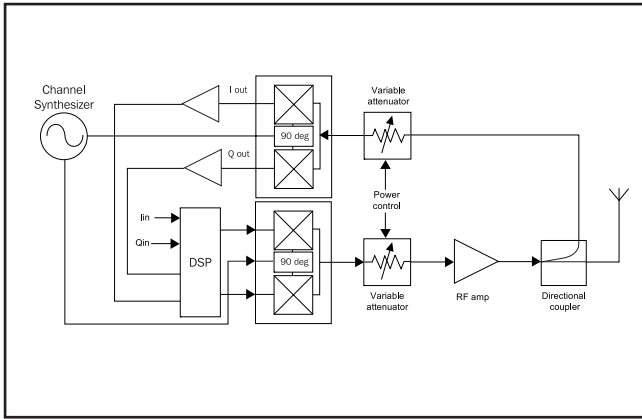 Channel
Synthesizer
I out
90 deg
Q out
Variable
attenuator
Power
control
Iin
Qin
DSP
90 deg
Variable
attenuator
RF amp
Directional
coupler